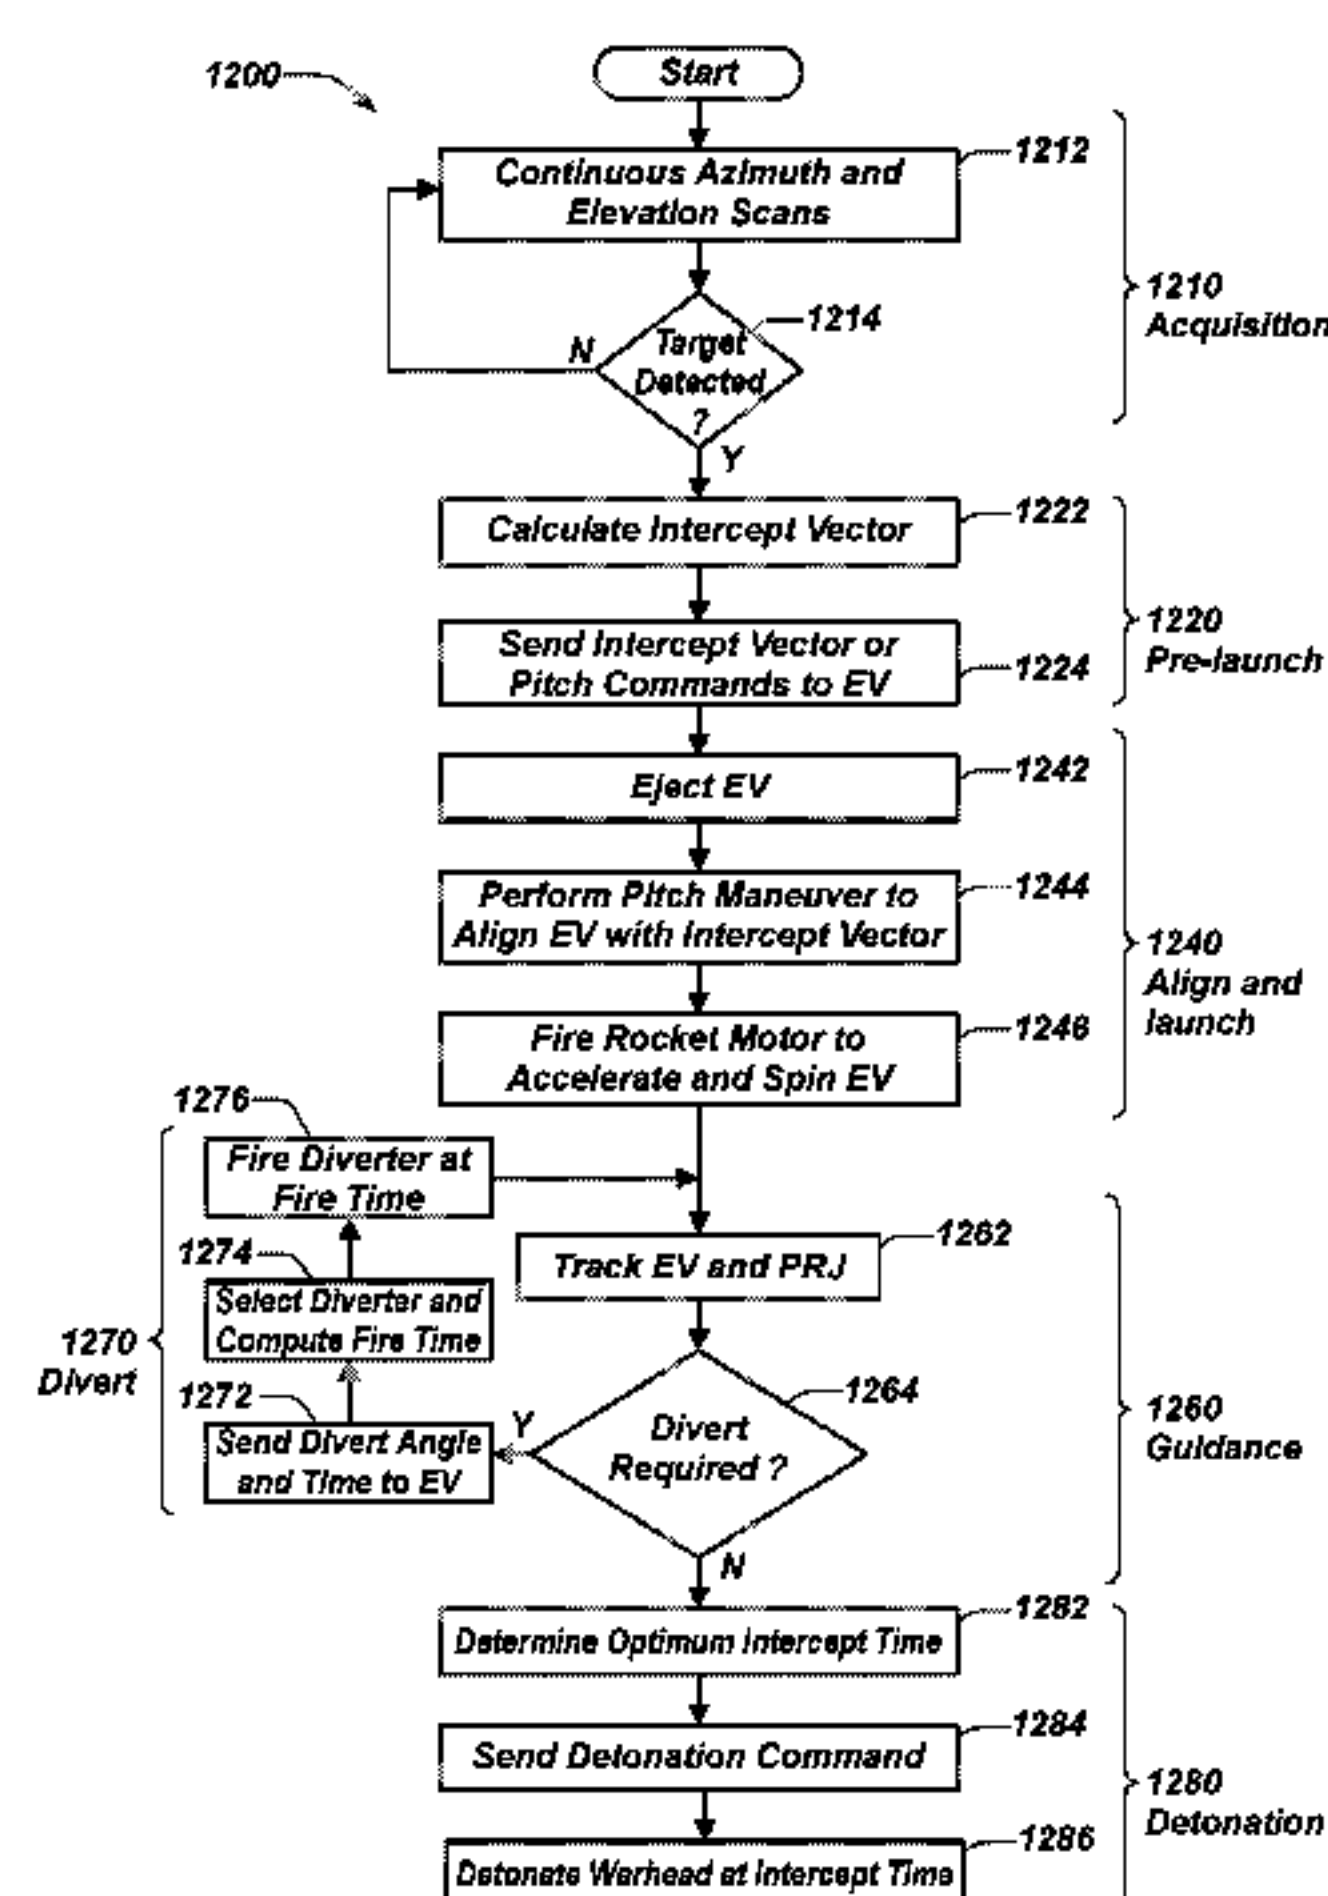 1200
Start
Continuous Azimuth and
Elevation Scans
1212
Target
Detected
?
1214
N
Y
1210
Acquisition
Calculate Intercept Vector
1222
Send Intercept Vector or
Pitch Commands to EV
1224
1220
Pre-launch
Eject EV
1242
Perform Pitch Maneuver to
Align EV with Intercept Vector
1244
Fire Rocket Motor to
Accelerate and Spin EV
1246
1240
Align and
launch
1276
Fire Diverter at
Fire Time
1274
Select Diverter and
Compute Fire Time
1270
Divert
1272
Send Divert Angle
and Time to EV
Track EV and PRJ
1262
Divert
Required ?
1264
Y
N
1260
Guidance
Determine Optimum Intercept Time
1282
Send Detonation Command
1284
Detonate Warhead at Intercept Time
1286
1280
Detonation